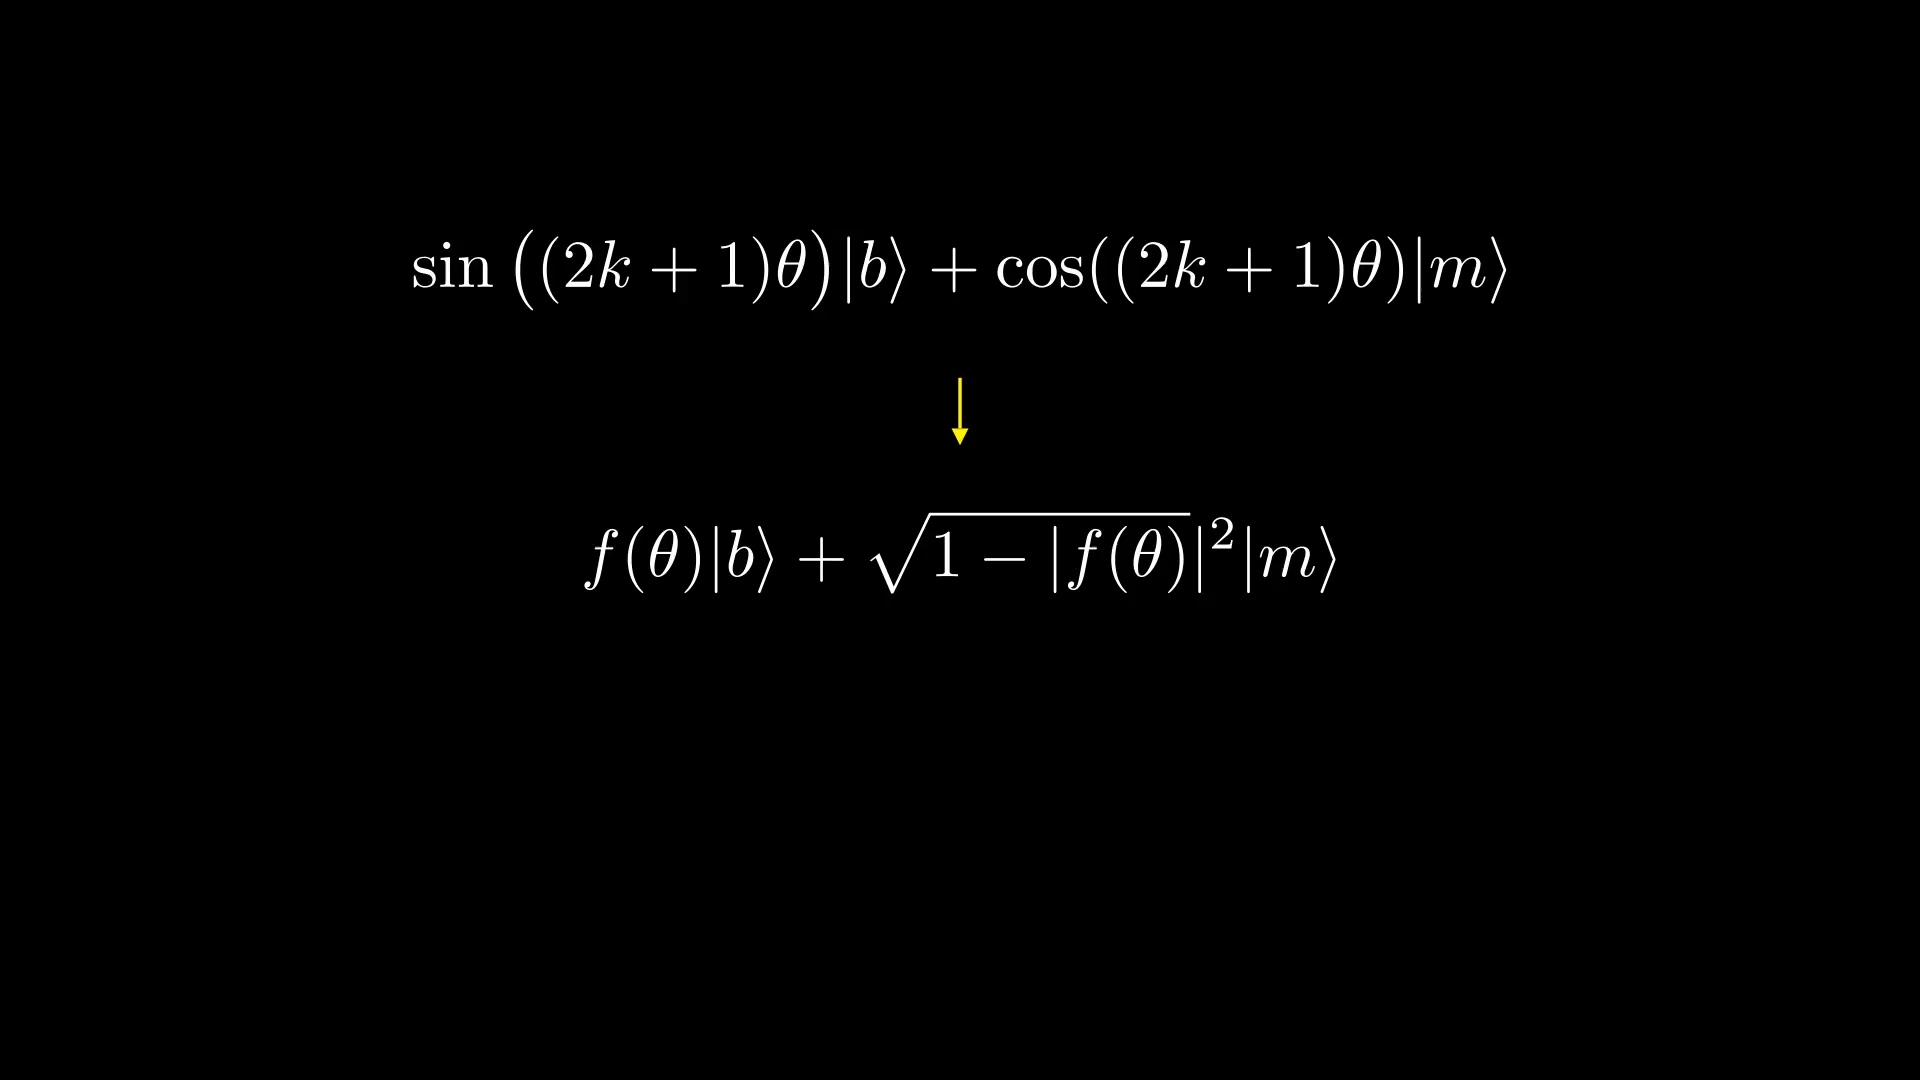 sin ((2k + 1)θ)|b⟩ + cos((2k + 1)θ)|m⟩
f(θ)|b⟩ + √1 − |f(θ)|²|m⟩